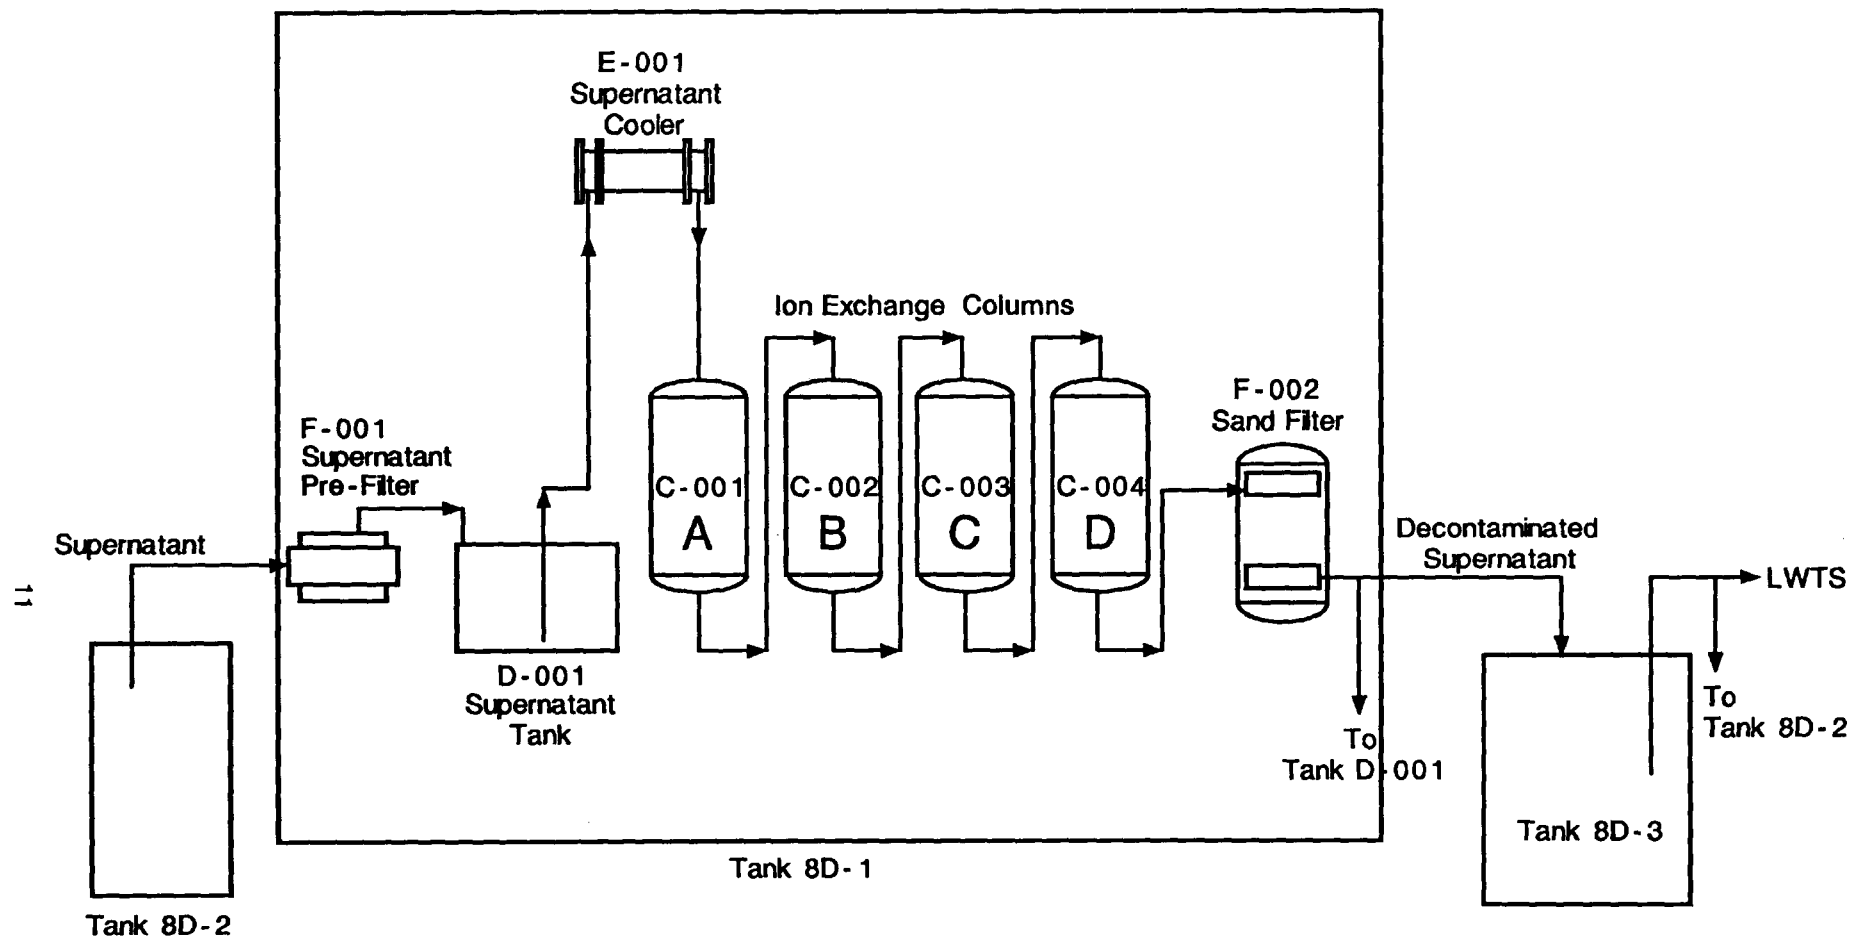 E-001
Supernatant
Cooler
Ion Exchange Columns
F-001
Supernatant
Pre-Filter
F-002
Sand Filter
C-001
A
C-002
B
C-003
C
C-004
D
Supernatant
Decontaminated
Supernatant
LWTS
11
D-001
Supernatant
Tank
To
Tank 8D-2
To
Tank D-001
Tank 8D-3
Tank 8D-1
Tank 8D-2